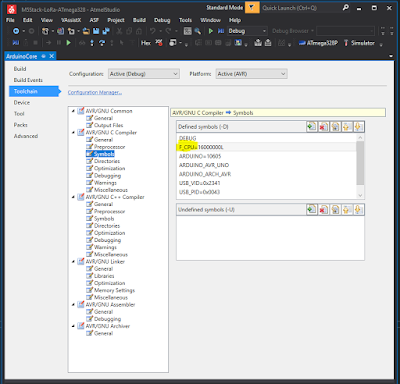 M5Stack-LoRa-ATmega328 - AtmelStudio
Standard Mode
Quick Launch (Ctrl+Q)
File Edit View VAssistX ASF Project Build Debug Tools Window Help
Debug
Debug Browser
Hex
ATmega328P
Simulator
ArduinoCore
Build
Build Events
Toolchain
Device
Tool
Packs
Advanced
Configuration: Active (Debug)
Platform: Active (AVR)
Configuration Manager...
AVR/GNU Common
General
Output Files
AVR/GNU C Compiler
General
Preprocessor
Symbols
Directories
Optimization
Debugging
Warnings
Miscellaneous
AVR/GNU C++ Compiler
General
Preprocessor
Symbols
Directories
Optimization
Debugging
Warnings
Miscellaneous
AVR/GNU Linker
General
Libraries
Optimization
Memory Settings
Miscellaneous
AVR/GNU Assembler
General
Debugging
AVR/GNU Archiver
General
AVR/GNU C Compiler Symbols
Defined symbols (-D)
DEBUG
F_CPU=16000000L
ARDUINO=10605
ARDUINO_AVR_UNO
ARDUINO_ARCH_AVR
USB_VID=0x2341
USB_PID=0x0043
Undefined symbols (-U)